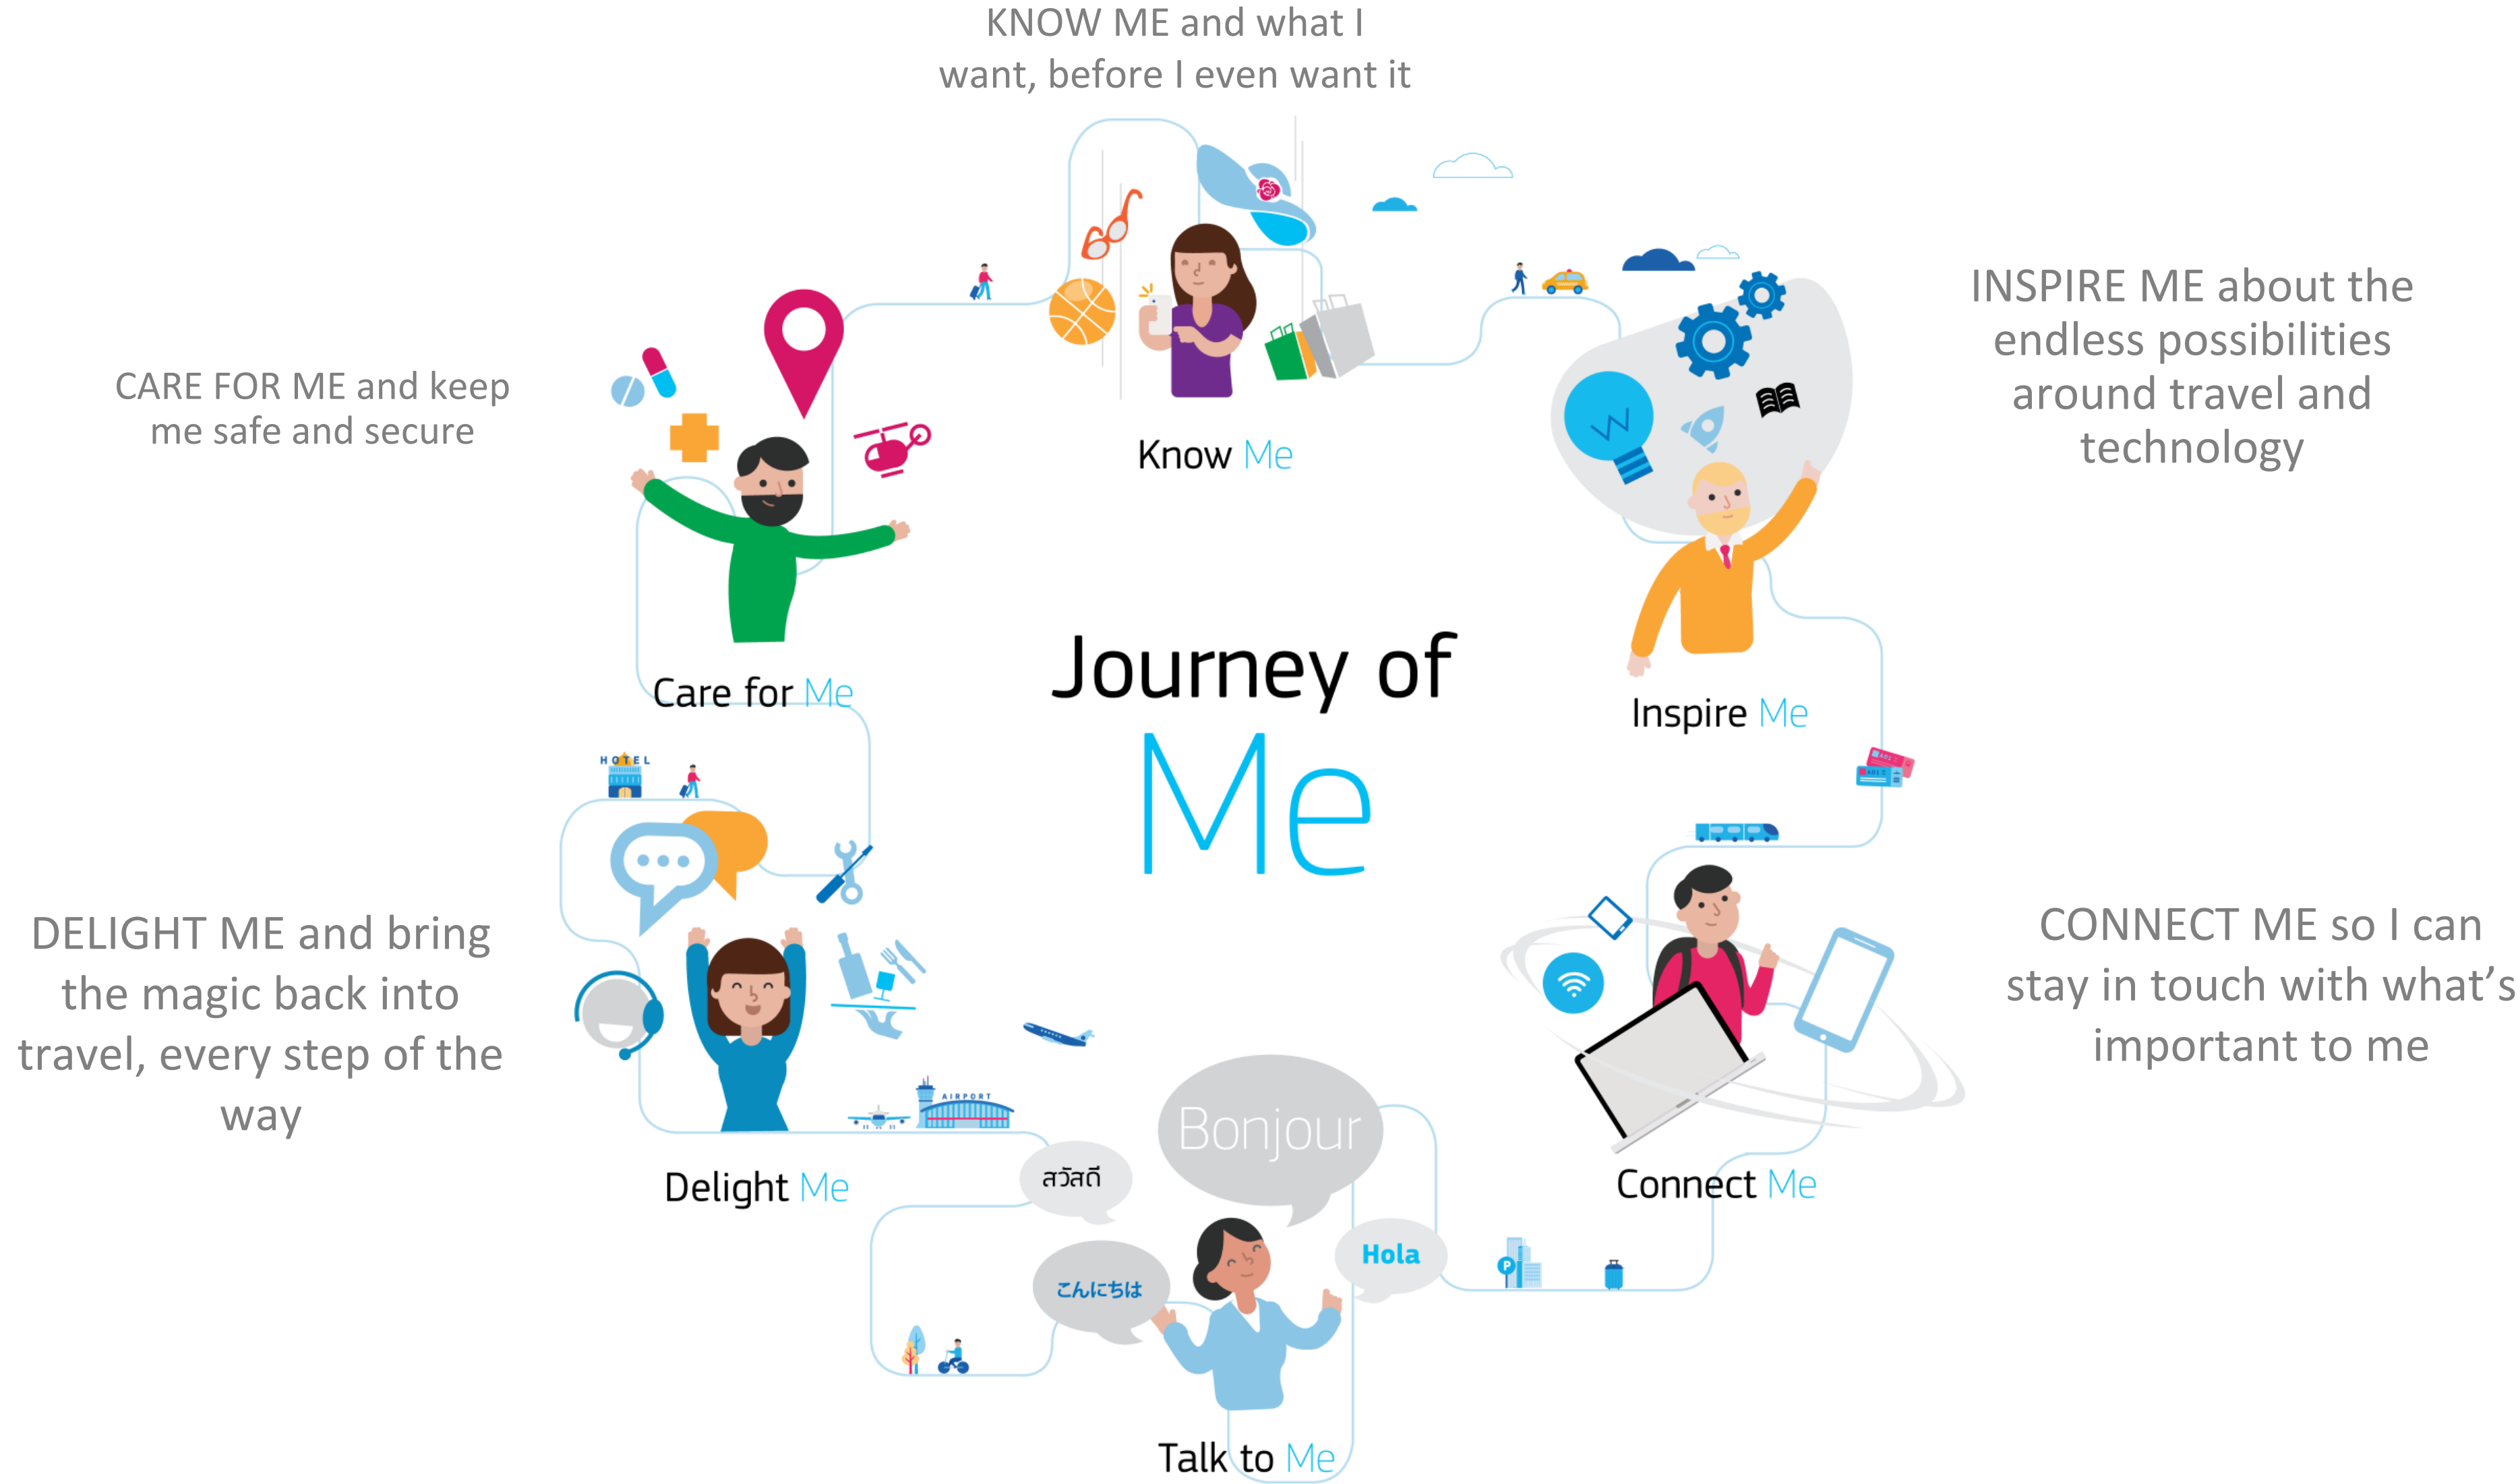 KNOW ME and what I
want, before I even want it
Know Me
INSPIRE ME about the
endless possibilities
around travel and
technology
Inspire Me
CARE FOR ME and keep
me safe and secure
Care for Me
Journey of
Me
HOTEL
CONNECT ME so I can
stay in touch with what's
important to me
Connect Me
P
DELIGHT ME and bring
the magic back into
travel, every step of the
way
AIRPORT
Delight Me
Bonjour
สวัสดี
Hola
こんにちは
Talk to Me